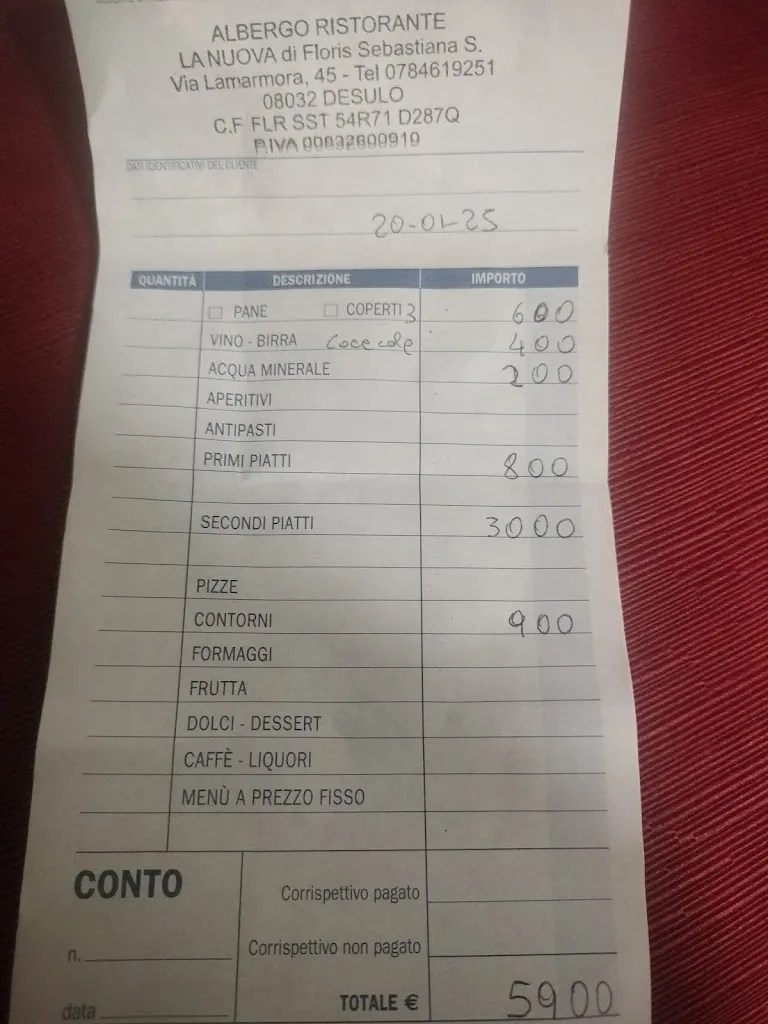 ALBERGO RISTORANTE
LA NUOVA di Floris Sebastiana S.
Via Lamarmora, 45 - Tel 0784619251
08032 DESULO
C.F FLR SST 54R71 D287Q
P.IVA 00832690919
DATI IDENTIFICATIVI DEL CLIENTE
20-01-25
QUANTITÀ DESCRIZIONE IMPORTO
☐ PANE ☐ COPERTI 3 600
VINO - BIRRA Coce cole 400
ACQUA MINERALE 200
APERITIVI
ANTIPASTI
PRIMI PIATTI 800
SECONDI PIATTI 3000
PIZZE
CONTORNI 900
FORMAGGI
FRUTTA
DOLCI - DESSERT
CAFFÈ - LIQUORI
MENÙ A PREZZO FISSO
CONTO
Corrispettivo pagato
n. Corrispettivo non pagato
data TOTALE € 5900